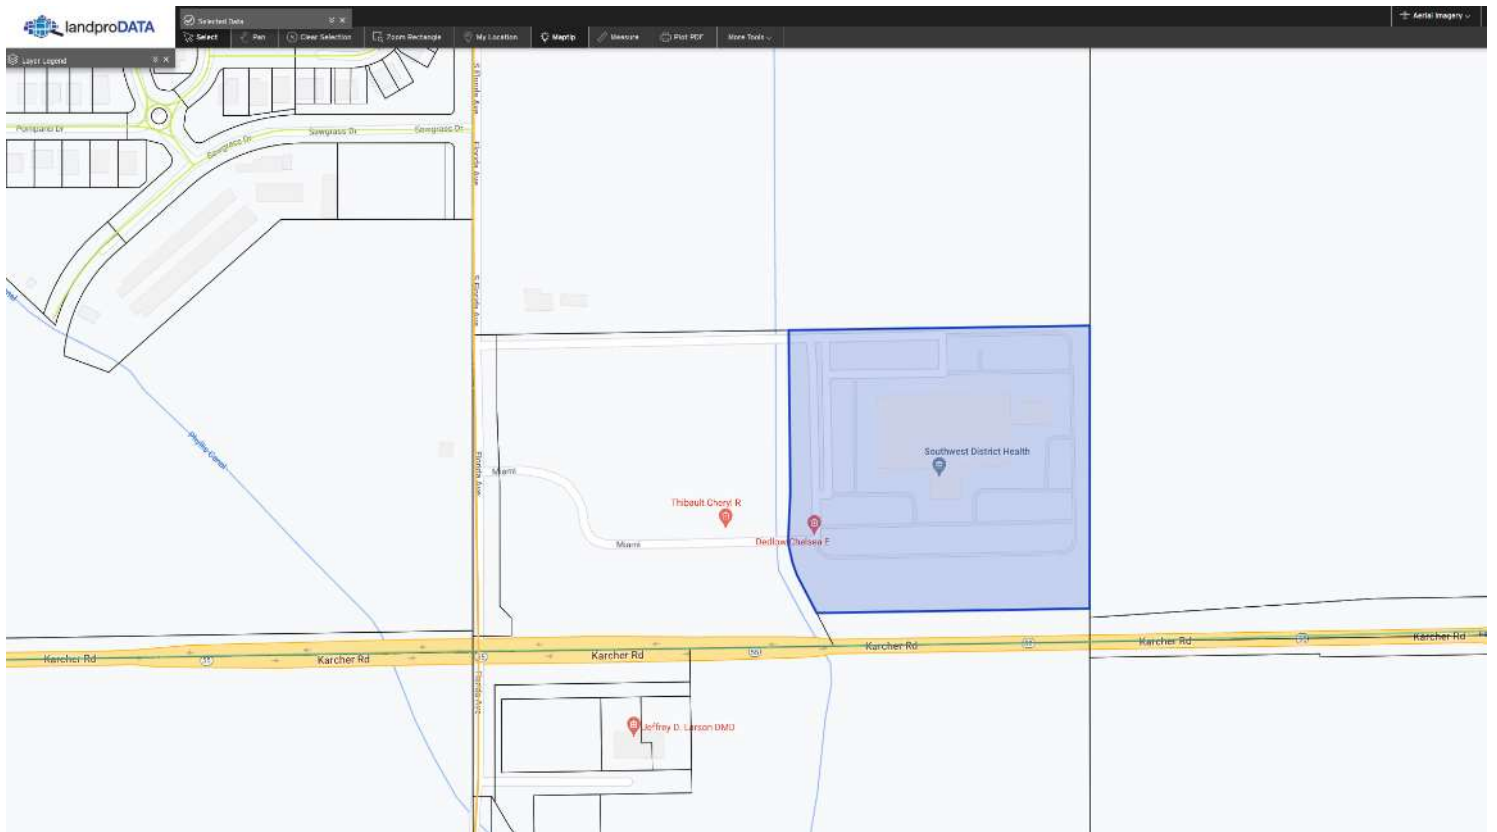 landproDATA
Selected Data
Aerial Imagery
Select
Pan
Clear Selection
Zoom Rectangle
My Location
Maptip
Measure
Plot PDF
More Tools
Layer Legend
S Florida Ave
Pompano Dr
Sawgrass Dr
Sawgrass Dr
Sawgrass Dr
Florida Ave
S Florida Ave
Phyllis Canal
Florida Ave
Miami
Southwest District Health
Thibault Cheryl R
Miami
Dedlow Chelsea E
Karcher Rd
Karcher Rd
Karcher Rd
Karcher Rd
Karcher Rd
Karcher Rd
55
Florida Ave
Jeffrey D. Larson DMD